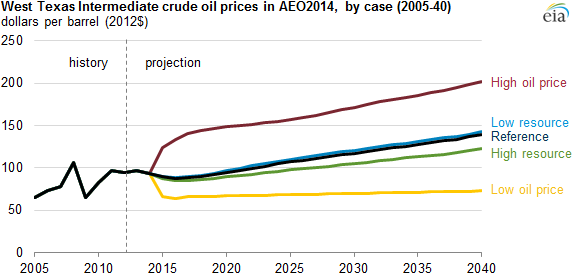 West Texas Intermediate crude oil prices in AEO2014, by case (2005-40)
dollars per barrel (2012$)
eia
250
history
projection
200
High oil price
150
Low resource
Reference
High resource
100
Low oil price
50
0
2005
2010
2015
2020
2025
2030
2035
2040